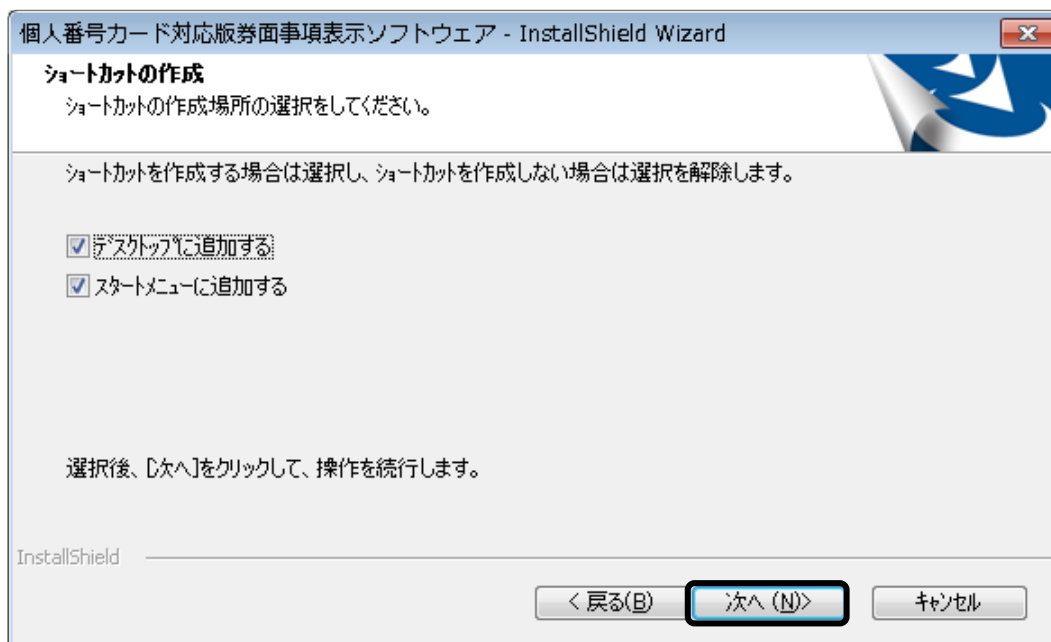 個人番号カード対応版券面事項表示ソフトウェア - InstallShield Wizard
ショートカットの作成
ショートカットの作成場所の選択をしてください。
ショートカットを作成する場合は選択し、ショートカットを作成しない場合は選択を解除します。
デスクトップに追加する
スタートメニューに追加する
選択後、[次へ]をクリックして、操作を続行します。
InstallShield
< 戻る(B)
次へ (N)>
キャンセル